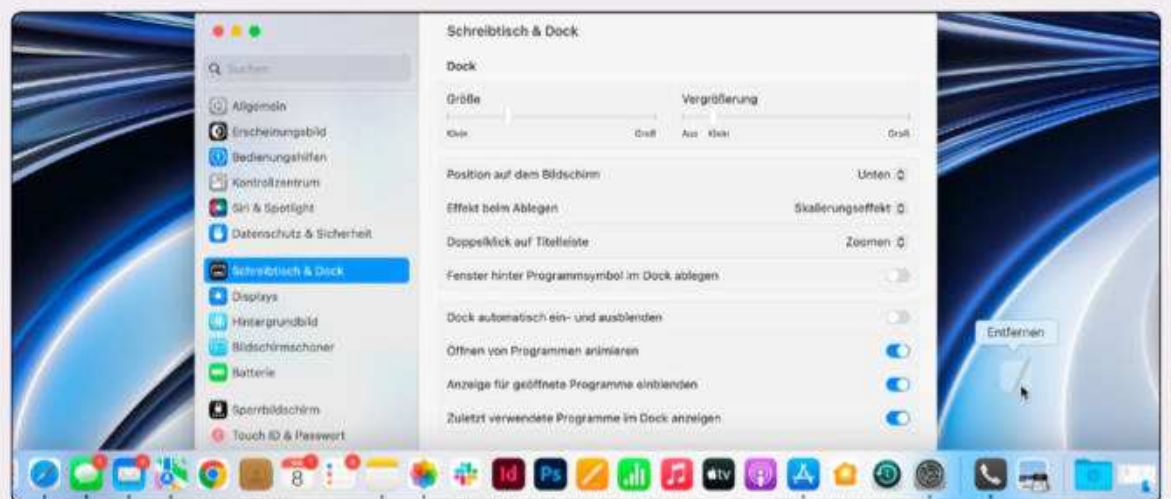 Schreibtisch & Dock
Suchen
Dock
Größe
Vergrößerung
Klein
Groß
Aus
Klein
Groß
Allgemein
Erscheinungsbild
Bedienungshilfen
Kontrollzentrum
Siri & Spotlight
Datenschutz & Sicherheit
Schreibtisch & Dock
Displays
Hintergrundbild
Bildschirmschoner
Batterie
Sperrbildschirm
Touch ID & Passwort
Position auf dem Bildschirm
Unten
Effekt beim Ablegen
Skalierungseffekt
Doppelklick auf Titelleiste
Zoomen
Fenster hinter Programmsymbol im Dock ablegen
Dock automatisch ein- und ausblenden
Öffnen von Programmen animieren
Anzeige für geöffnete Programme einblenden
Zuletzt verwendete Programme im Dock anzeigen
Entfernen
8
Id
Ps
tv